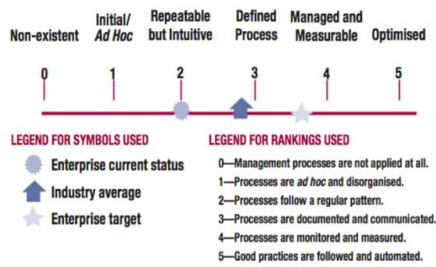 Non-existent
Initial/
Ad Hoc
Repeatable
but Intuitive
Defined
Process
Managed and
Measurable
Optimised
0 1 2 3 4 5
LEGEND FOR SYMBOLS USED
Enterprise current status
Industry average
Enterprise target
LEGEND FOR RANKINGS USED
0—Management processes are not applied at all.
1—Processes are ad hoc and disorganised.
2—Processes follow a regular pattern.
3—Processes are documented and communicated.
4—Processes are monitored and measured.
5—Good practices are followed and automated.